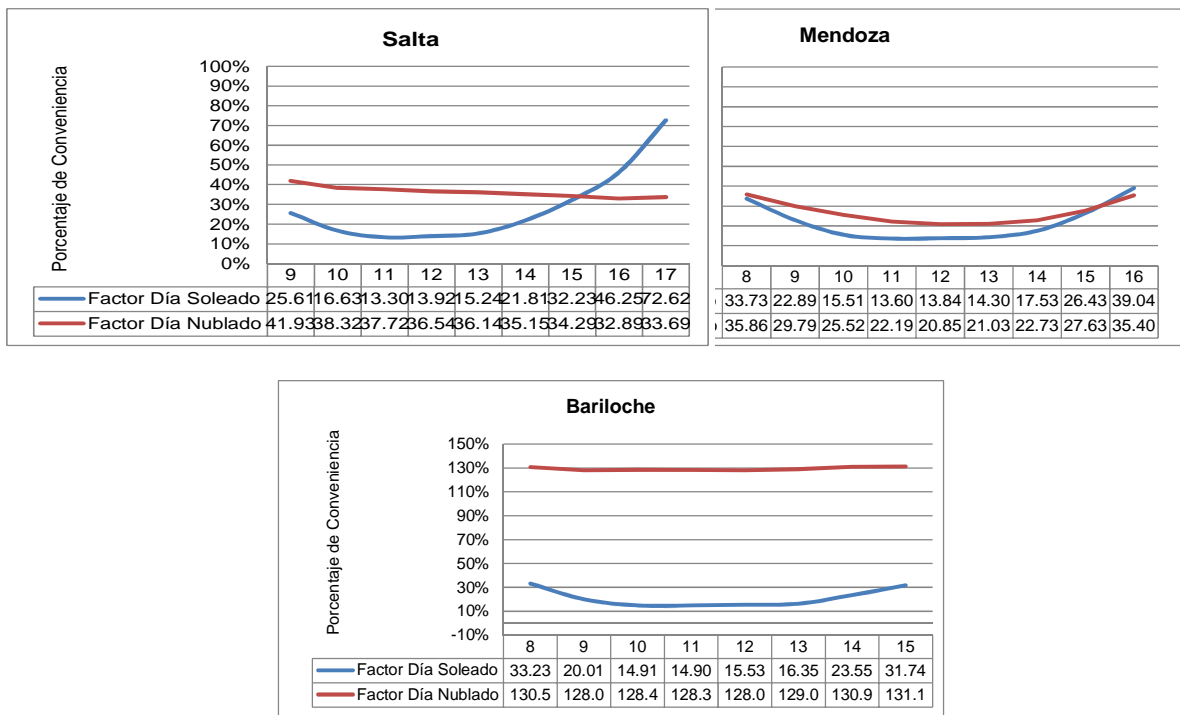 Salta
Porcentaje de Conveniencia
100%
90%
80%
70%
60%
50%
40%
30%
20%
10%
0%
9 10 11 12 13 14 15 16 17
Factor Día Soleado 25.61 16.63 13.30 13.92 15.24 21.81 32.23 46.25 72.62
Factor Día Nublado 41.93 38.32 37.72 36.54 36.14 35.15 34.29 32.89 33.69
Mendoza
8 9 10 11 12 13 14 15 16
33.73 22.89 15.51 13.60 13.84 14.30 17.53 26.43 39.04
35.86 29.79 25.52 22.19 20.85 21.03 22.73 27.63 35.40
Bariloche
Porcentaje de Conveniencia
150%
130%
110%
90%
70%
50%
30%
10%
-10%
8 9 10 11 12 13 14 15
Factor Día Soleado 33.23 20.01 14.91 14.90 15.53 16.35 23.55 31.74
Factor Día Nublado 130.5 128.0 128.4 128.3 128.0 129.0 130.9 131.1